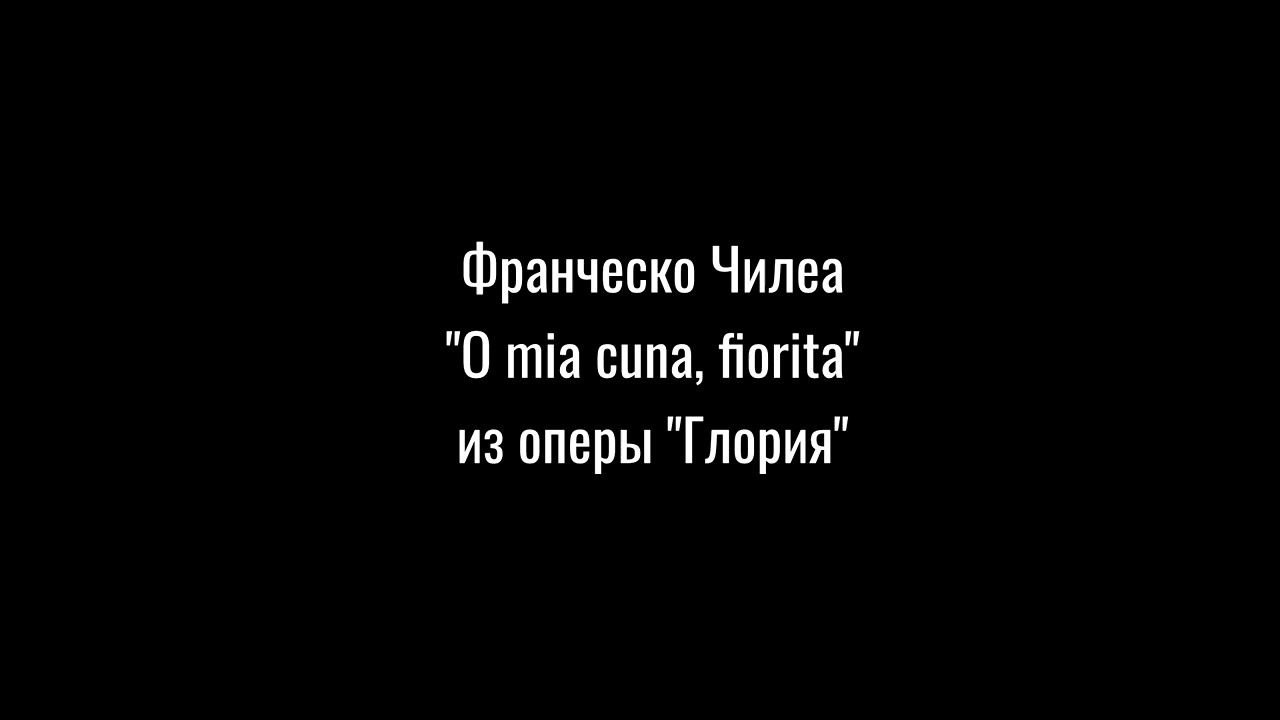 Франческо Чилеа
"O mia cuna, fiorita"
из оперы "Глория"